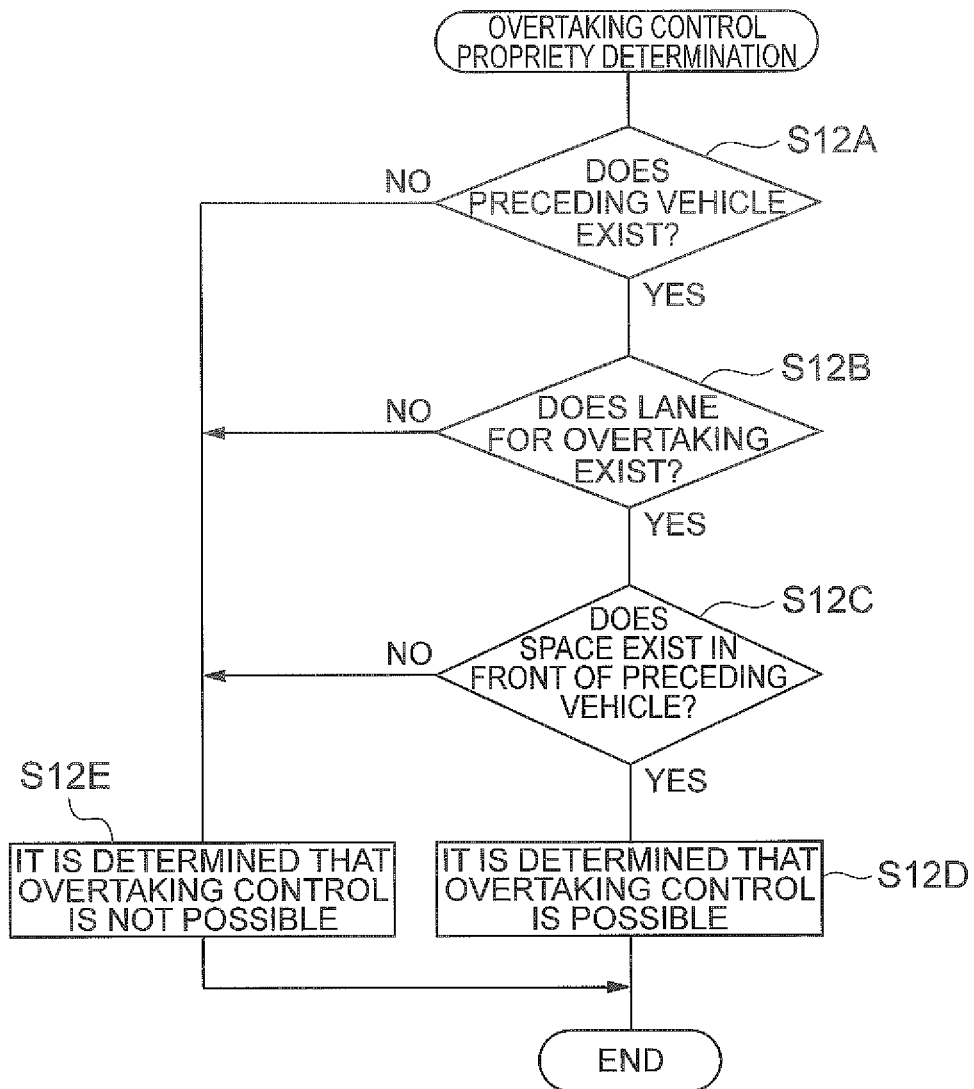 OVERTAKING CONTROL
PROPRIETY DETERMINATION
S12A
DOES
PRECEDING VEHICLE
EXIST?
NO
YES
S12B
DOES LANE
FOR OVERTAKING
EXIST?
NO
YES
S12C
DOES
SPACE EXIST IN
FRONT OF PRECEDING
VEHICLE?
NO
YES
S12E
IT IS DETERMINED THAT
OVERTAKING CONTROL
IS NOT POSSIBLE
IT IS DETERMINED THAT
OVERTAKING CONTROL
IS POSSIBLE
S12D
END